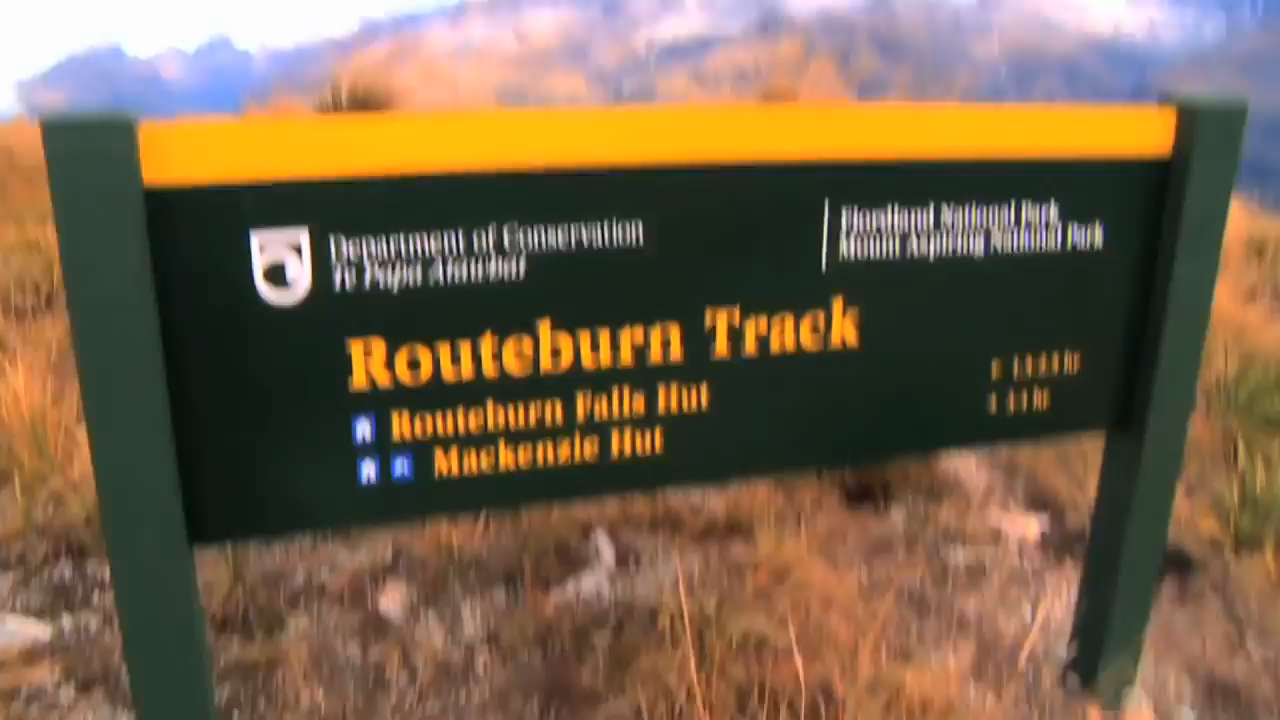 Department of Conservation
Te Papa Atawbai
Fiordland National Park
Mount Aspiring National Park
Routeburn Track
Routeburn Falls Hut
Mackenzie Hut